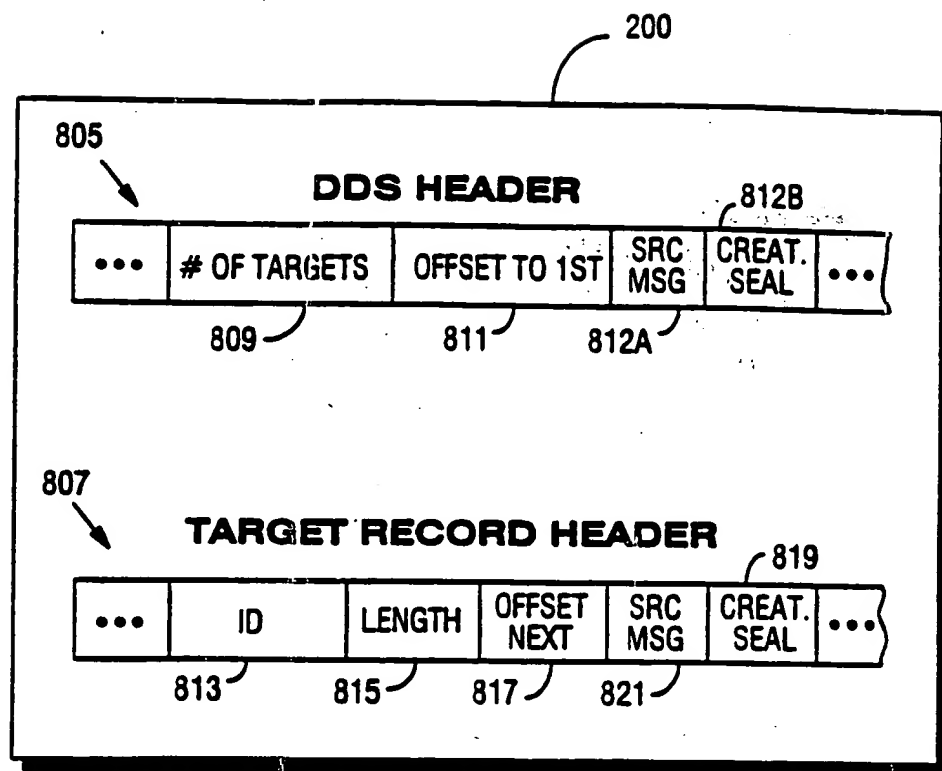 200
805
DDS HEADER
812B
••• # OF TARGETS OFFSET TO 1ST SRC MSG CREAT. SEAL •••
809 811 812A
807
TARGET RECORD HEADER
819
••• ID LENGTH OFFSET NEXT SRC MSG CREAT. SEAL •••
813 815 817 821